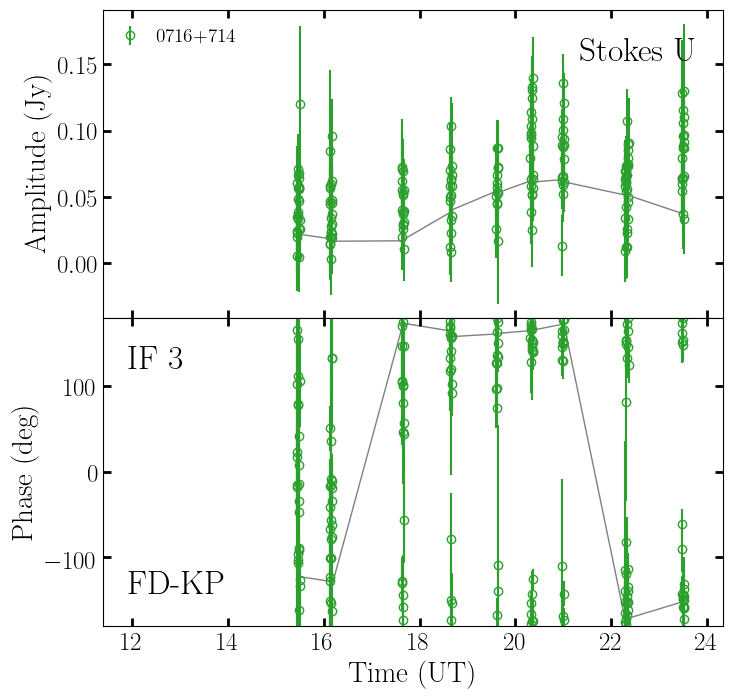 0716+714
Stokes U
0.15
0.10
0.05
0.00
Amplitude (Jy)
IF 3
100
0
−100
Phase (deg)
FD-KP
12 14 16 18 20 22 24
Time (UT)